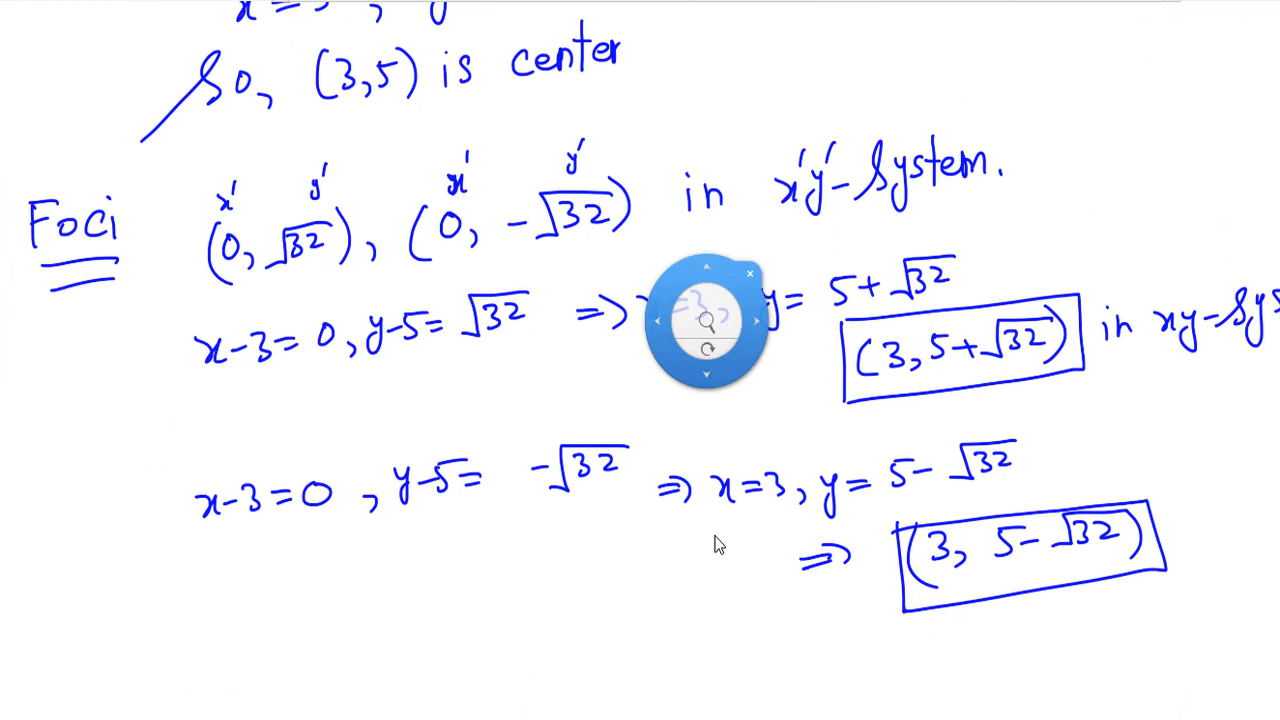 So, (3,5) is center
x' y' x' y'
Foci (0, √32), (0, -√32) in x'y'-System.
x-3=0, y-5= √32 => =3, y= 5+√32
(3, 5+√32) in xy-Sys
x-3=0, y-5= -√32 => x=3, y= 5-√32
=> (3, 5-√32)